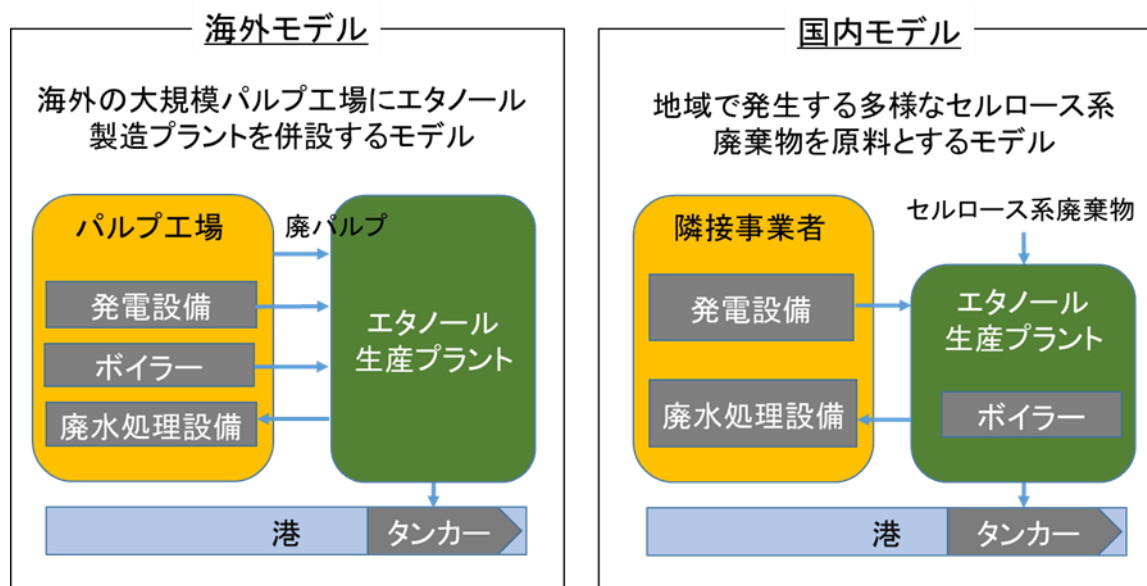 海外モデル
海外の大規模パルプ工場にエタノール
製造プラントを併設するモデル
パルプ工場
廃パルプ
発電設備
ボイラー
廃水処理設備
エタノール
生産プラント
港
タンカー
国内モデル
地域で発生する多様なセルロース系
廃棄物を原料とするモデル
セルロース系廃棄物
隣接事業者
発電設備
廃水処理設備
エタノール
生産プラント
ボイラー
港
タンカー